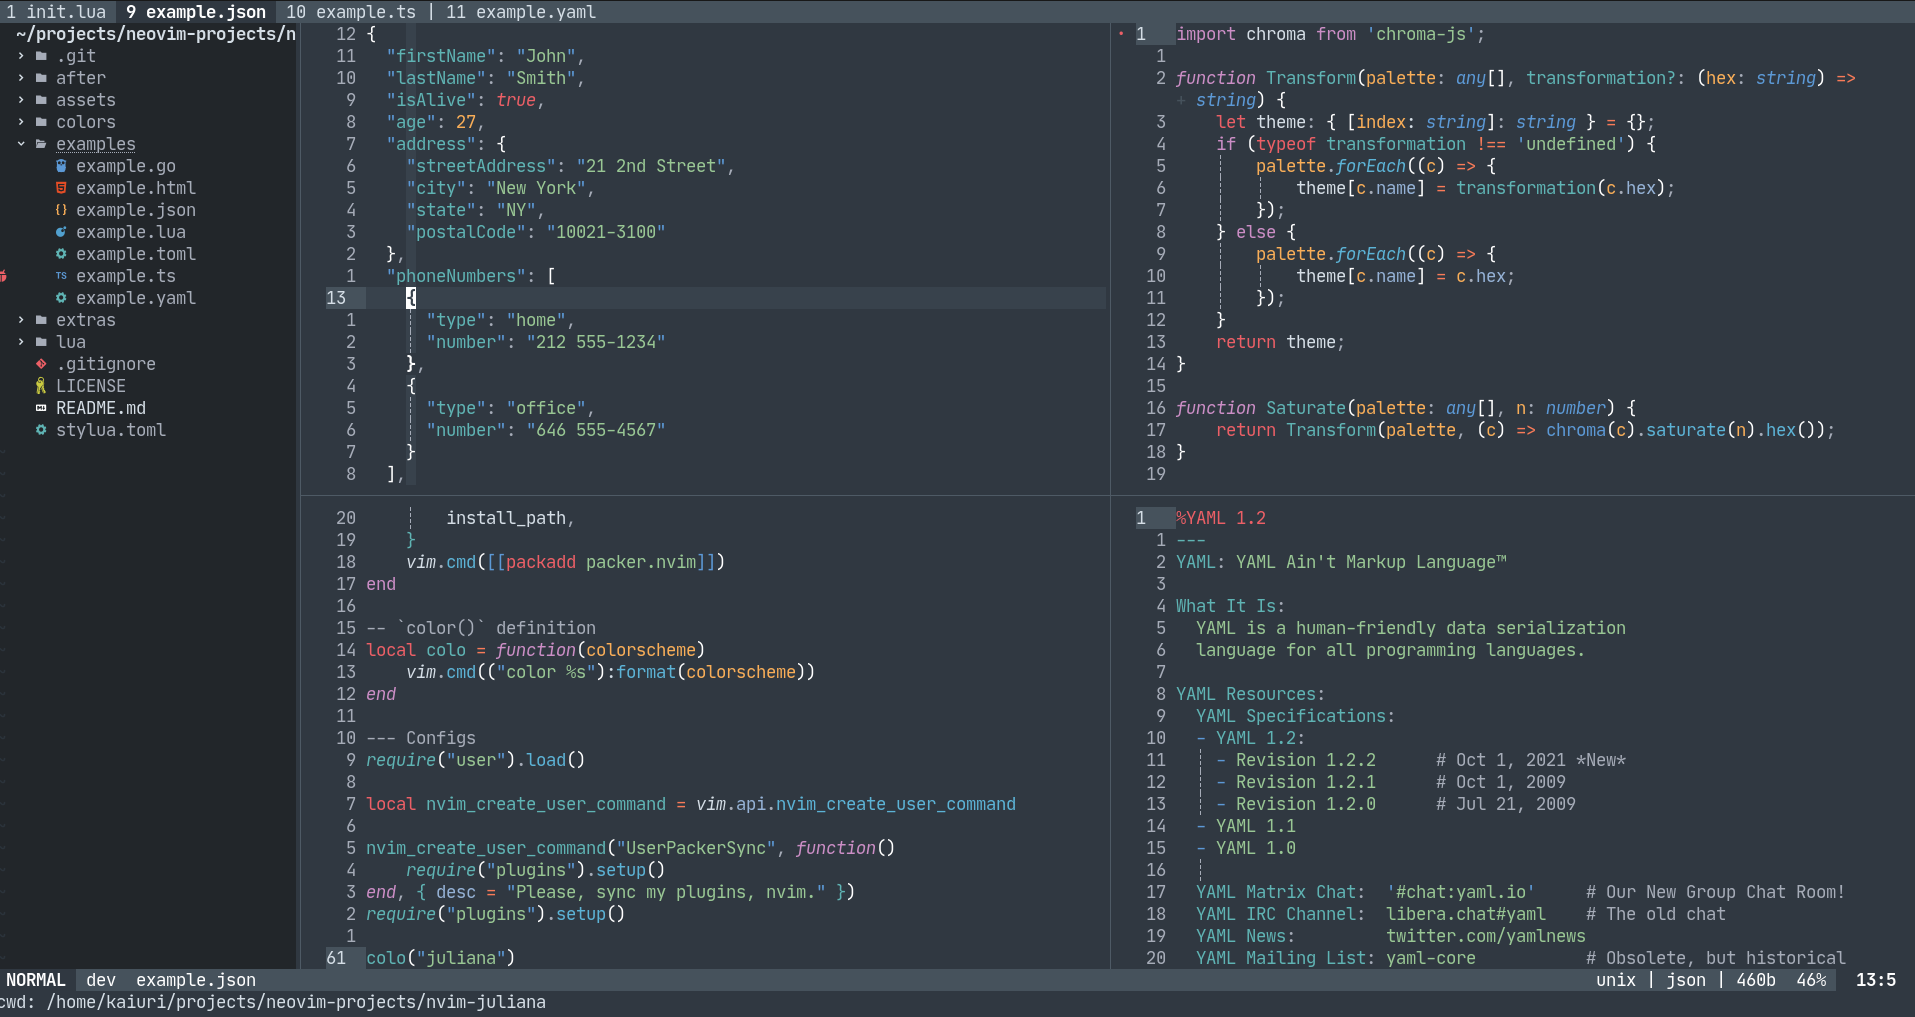 1 init.lua  9 example.json  10 example.ts | 11 example.yaml
~/projects/neovim-projects/n
.git
after
assets
colors
examples
example.go
example.html
example.json
example.lua
example.toml
TS example.ts
example.yaml
extras
lua
.gitignore
LICENSE
README.md
stylua.toml
12 {
11   "firstName": "John",
10   "lastName": "Smith",
9   "isAlive": true,
8   "age": 27,
7   "address": {
6     "streetAddress": "21 2nd Street",
5     "city": "New York",
4     "state": "NY",
3     "postalCode": "10021-3100"
2   },
1   "phoneNumbers": [
13     {
1       "type": "home",
2       "number": "212 555-1234"
3     },
4     {
5       "type": "office",
6       "number": "646 555-4567"
7     }
8   ],
1 import chroma from 'chroma-js';
1
2 function Transform(palette: any[], transformation?: (hex: string) =>
+ string) {
3     let theme: { [index: string]: string } = {};
4     if (typeof transformation !== 'undefined') {
5         palette.forEach((c) => {
6             theme[c.name] = transformation(c.hex);
7         });
8     } else {
9         palette.forEach((c) => {
10             theme[c.name] = c.hex;
11         });
12     }
13     return theme;
14 }
15
16 function Saturate(palette: any[], n: number) {
17     return Transform(palette, (c) => chroma(c).saturate(n).hex());
18 }
19
20         install_path,
19     }
18     vim.cmd([[packadd packer.nvim]])
17 end
16
15 -- `color()` definition
14 local colo = function(colorscheme)
13     vim.cmd(("color %s"):format(colorscheme))
12 end
11
10 --- Configs
9 require("user").load()
8
7 local nvim_create_user_command = vim.api.nvim_create_user_command
6
5 nvim_create_user_command("UserPackerSync", function()
4     require("plugins").setup()
3 end, { desc = "Please, sync my plugins, nvim." })
2 require("plugins").setup()
1
61 colo("juliana")
1 %YAML 1.2
1 ---
2 YAML: YAML Ain't Markup Language™
3
4 What It Is:
5   YAML is a human-friendly data serialization
6   language for all programming languages.
7
8 YAML Resources:
9   YAML Specifications:
10   - YAML 1.2:
11     - Revision 1.2.2      # Oct 1, 2021 *New*
12     - Revision 1.2.1      # Oct 1, 2009
13     - Revision 1.2.0      # Jul 21, 2009
14   - YAML 1.1
15   - YAML 1.0
16
17   YAML Matrix Chat:  '#chat:yaml.io'     # Our New Group Chat Room!
18   YAML IRC Channel:  libera.chat#yaml    # The old chat
19   YAML News:         twitter.com/yamlnews
20   YAML Mailing List: yaml-core           # Obsolete, but historical
NORMAL  dev  example.json  unix | json | 460b  46%  13:5
cwd: /home/kaiuri/projects/neovim-projects/nvim-juliana